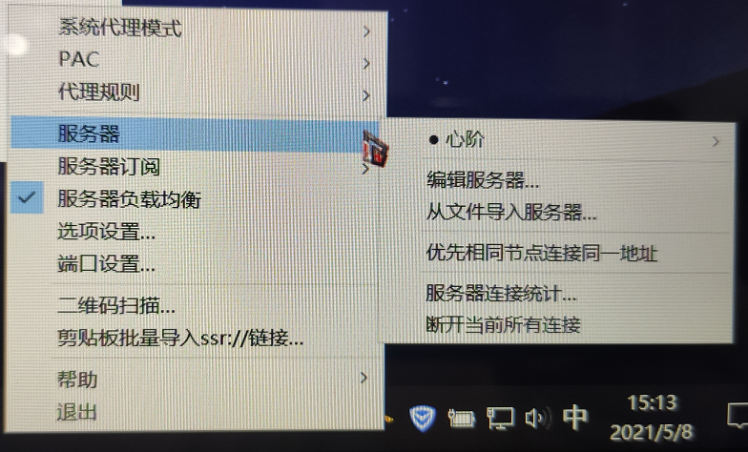 系统代理模式
PAC
代理规则
服务器
服务器订阅
服务器负载均衡
选项设置...
端口设置...
二维码扫描...
剪贴板批量导入ssr://链接...
帮助
退出
心阶
编辑服务器...
从文件导入服务器...
优先相同节点连接同一地址
服务器连接统计...
断开当前所有连接
中
15:13
2021/5/8